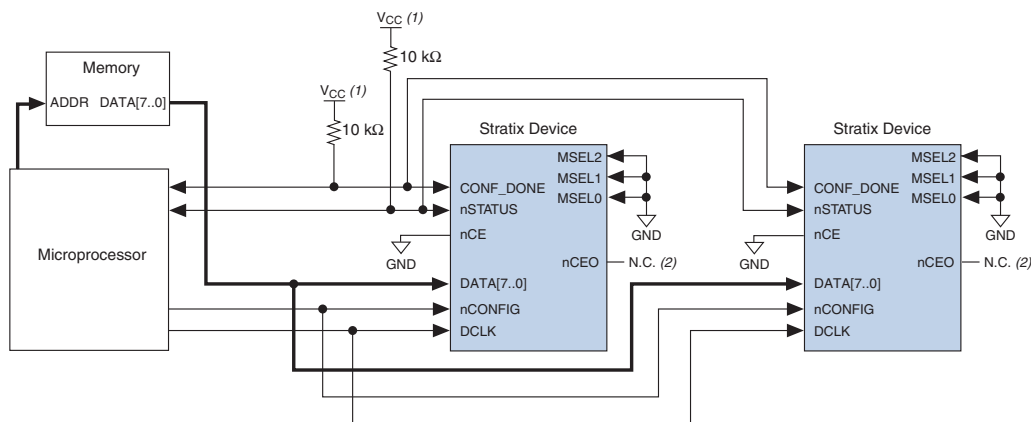 VCC (1)
10 kΩ
Memory
ADDR DATA[7..0]
VCC (1)
10 kΩ
Stratix Device
Stratix Device
MSEL2
MSEL1
MSEL0
CONF_DONE
nSTATUS
nCE
GND
GND
nCEO
N.C. (2)
DATA[7..0]
nCONFIG
DCLK
Microprocessor
MSEL2
MSEL1
MSEL0
CONF_DONE
nSTATUS
nCE
GND
GND
nCEO
N.C. (2)
DATA[7..0]
nCONFIG
DCLK